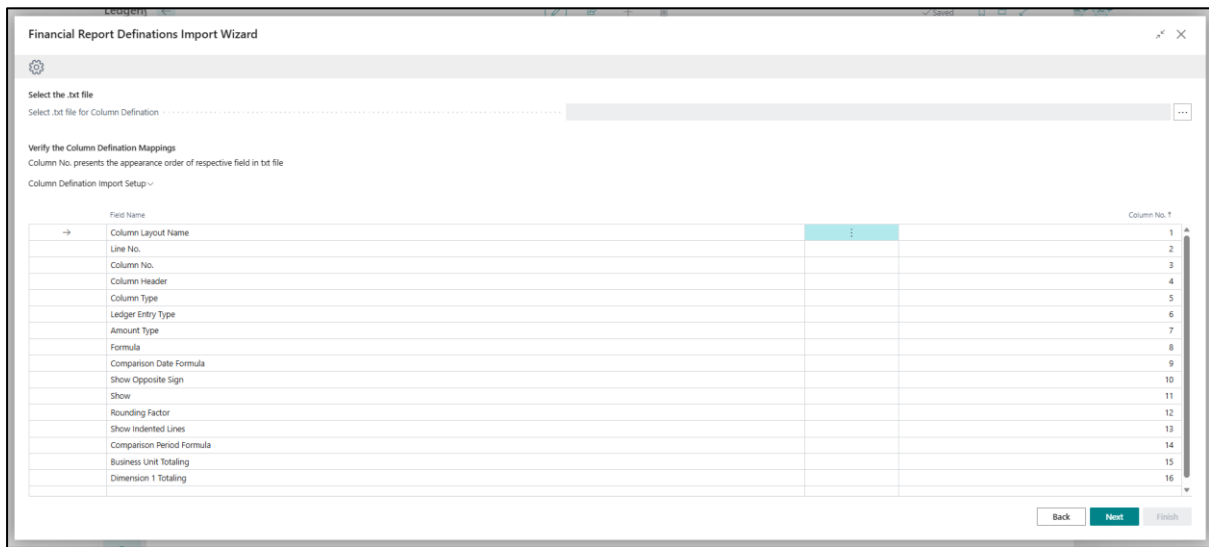 Ledgers
Saved
Financial Report Definations Import Wizard
Select the .txt file
Select .txt file for Column Defination
Verify the Column Defination Mappings
Column No. presents the appearance order of respective field in txt file
Column Defination Import Setup
Field Name Column No. ↑
Column Layout Name 1
Line No. 2
Column No. 3
Column Header 4
Column Type 5
Ledger Entry Type 6
Amount Type 7
Formula 8
Comparison Date Formula 9
Show Opposite Sign 10
Show 11
Rounding Factor 12
Show Indented Lines 13
Comparison Period Formula 14
Business Unit Totaling 15
Dimension 1 Totaling 16
Back Next Finish